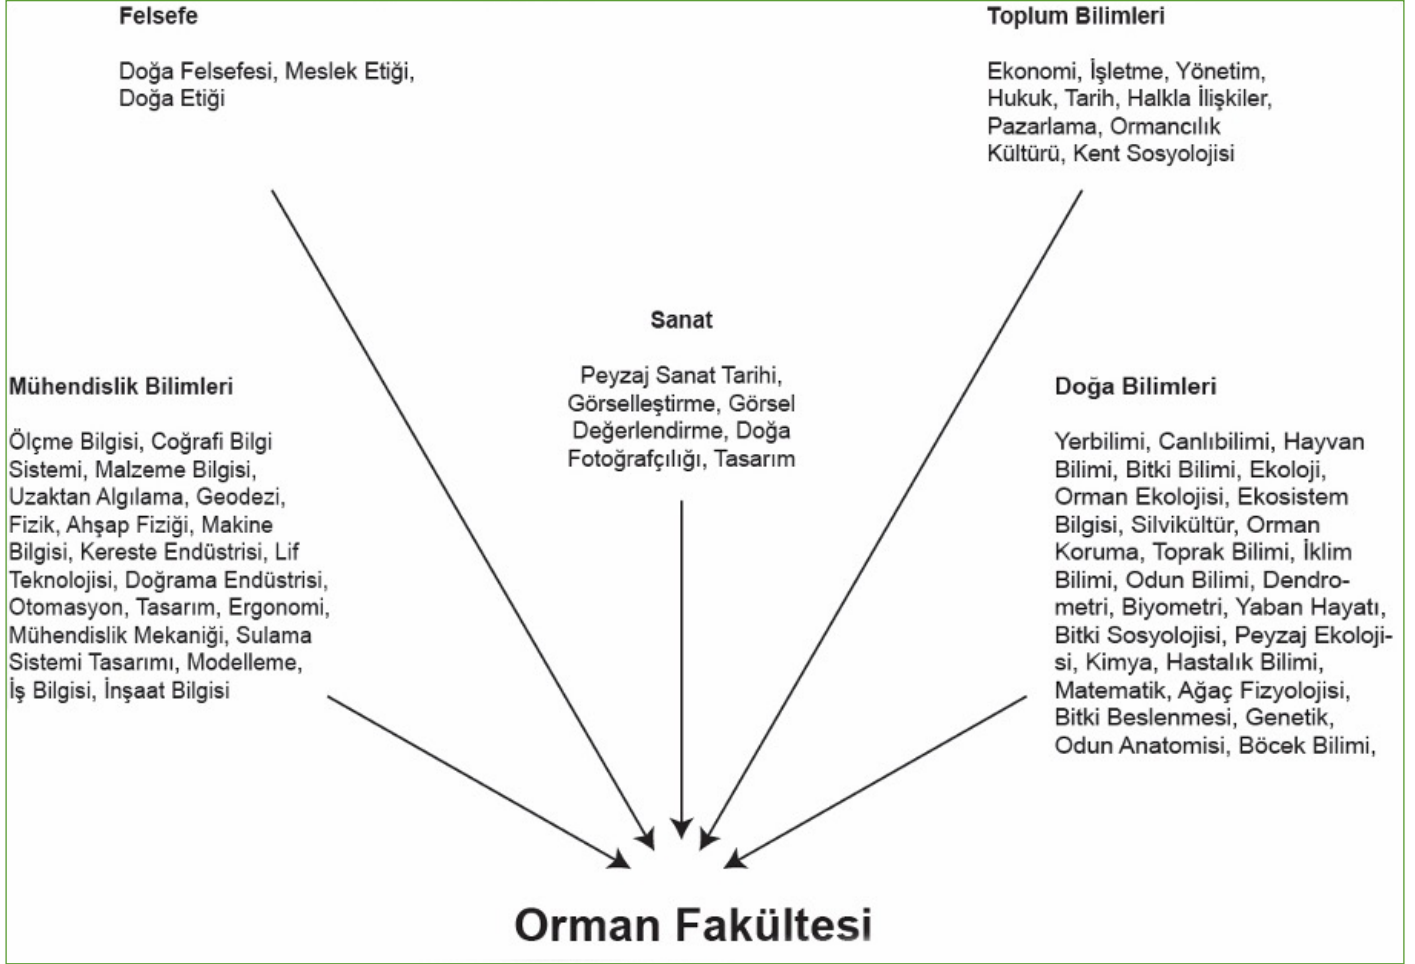 Felsefe
Doğa Felsefesi, Meslek Etiği,
Doğa Etiği
Toplum Bilimleri
Ekonomi, İşletme, Yönetim,
Hukuk, Tarih, Halkla İlişkiler,
Pazarlama, Ormancılık
Kültürü, Kent Sosyolojisi
Sanat
Peyzaj Sanat Tarihi,
Görselleştirme, Görsel
Değerlendirme, Doğa
Fotoğrafçılığı, Tasarım
Mühendislik Bilimleri
Ölçme Bilgisi, Coğrafi Bilgi
Sistemi, Malzeme Bilgisi,
Uzaktan Algılama, Geodezi,
Fizik, Ahşap Fiziği, Makine
Bilgisi, Kereste Endüstrisi, Lif
Teknolojisi, Doğrama Endüstrisi,
Otomasyon, Tasarım, Ergonomi,
Mühendislik Mekaniği, Sulama
Sistemi Tasarımı, Modelleme,
İş Bilgisi, İnşaat Bilgisi
Doğa Bilimleri
Yerbilimi, Canlıbilimi, Hayvan
Bilimi, Bitki Bilimi, Ekoloji,
Orman Ekolojisi, Ekosistem
Bilgisi, Silvikültür, Orman
Koruma, Toprak Bilimi, İklim
Bilimi, Odun Bilimi, Dendro-
metri, Biyometri, Yaban Hayatı,
Bitki Sosyolojisi, Peyzaj Ekoloji-
si, Kimya, Hastalık Bilimi,
Matematik, Ağaç Fizyolojisi,
Bitki Beslenmesi, Genetik,
Odun Anatomisi, Böcek Bilimi,
Orman Fakültesi